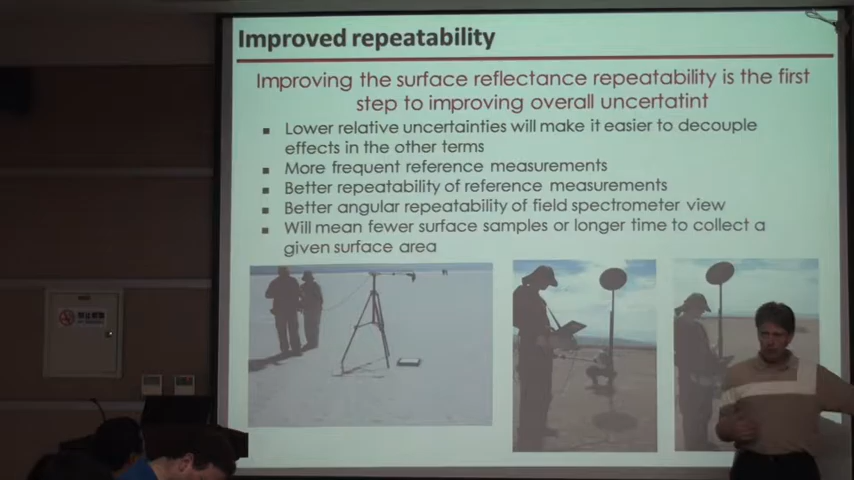 Improved repeatability
Improving the surface reflectance repeatability is the first
step to improving overall uncertatint
▪ Lower relative uncertainties will make it easier to decouple
effects in the other terms
▪ More frequent reference measurements
▪ Better repeatability of reference measurements
▪ Better angular repeatability of field spectrometer view
▪ Will mean fewer surface samples or longer time to collect a
given surface area